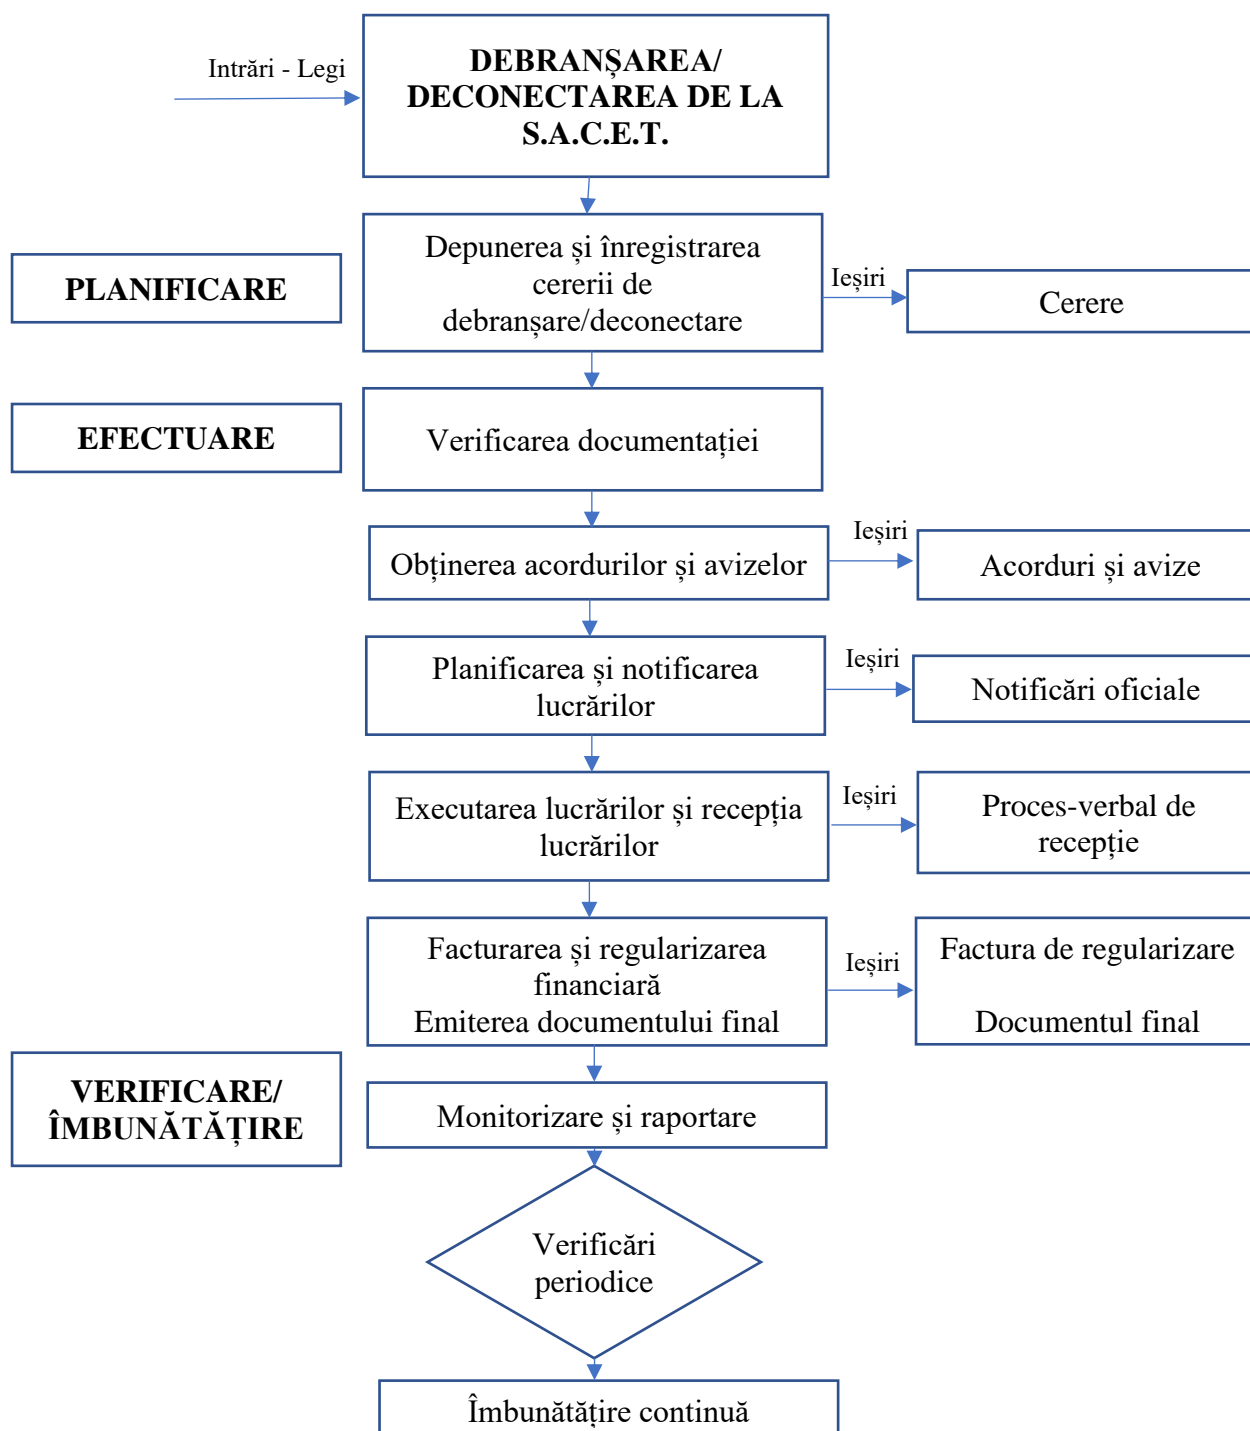 Intrări - Legi
DEBRANȘAREA/
DECONECTAREA DE LA
S.A.C.E.T.
PLANIFICARE
Depunerea și înregistrarea
cererii de
debranșare/deconectare
Ieșiri
Cerere
EFECTUARE
Verificarea documentației
Obținerea acordurilor și avizelor
Ieșiri
Acorduri și avize
Planificarea și notificarea
lucrărilor
Ieșiri
Notificări oficiale
Executarea lucrărilor și recepția
lucrărilor
Ieșiri
Proces-verbal de
recepție
Facturarea și regularizarea
financiară
Emiterea documentului final
Ieșiri
Factura de regularizare
Documentul final
VERIFICARE/
ÎMBUNĂTĂȚIRE
Monitorizare și raportare
Verificări
periodice
Îmbunătățire continuă